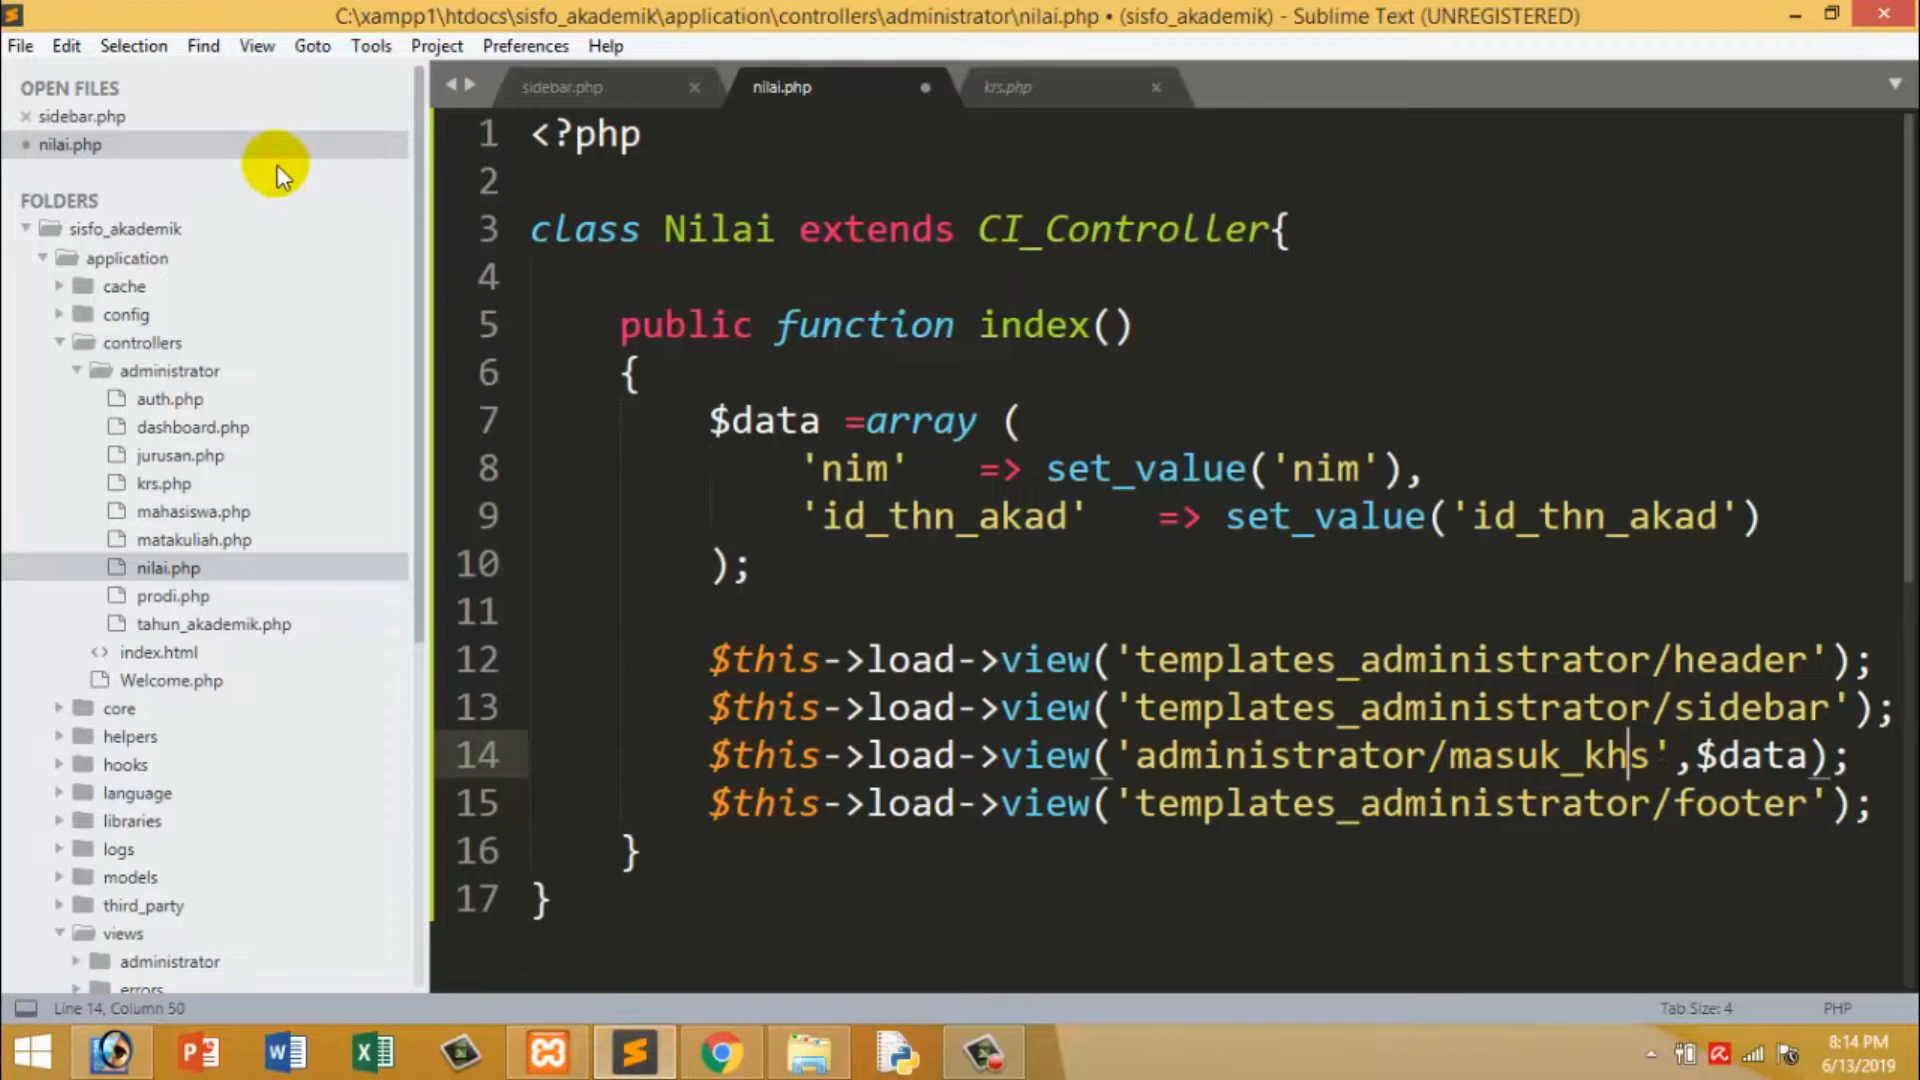 C:\xampp1\htdocs\sisfo_akademik\application\controllers\administrator\nilai.php • (sisfo_akademik) - Sublime Text (UNREGISTERED)
File Edit Selection Find View Goto Tools Project Preferences Help
OPEN FILES
sidebar.php
nilai.php
FOLDERS
sisfo_akademik
application
cache
config
controllers
administrator
auth.php
dashboard.php
jurusan.php
krs.php
mahasiswa.php
matakuliah.php
nilai.php
prodi.php
tahun_akademik.php
index.html
Welcome.php
core
helpers
hooks
language
libraries
logs
models
third_party
views
administrator
errors
sidebar.php nilai.php krs.php
1 <?php
2
3 class Nilai extends CI_Controller{
4
5 public function index()
6 {
7 $data =array (
8 'nim' => set_value('nim'),
9 'id_thn_akad' => set_value('id_thn_akad')
10 );
11
12 $this->load->view('templates_administrator/header');
13 $this->load->view('templates_administrator/sidebar');
14 $this->load->view('administrator/masuk_khs',$data);
15 $this->load->view('templates_administrator/footer');
16 }
17 }
Line 14, Column 50
Tab Size: 4 PHP
8:14 PM
6/13/2019